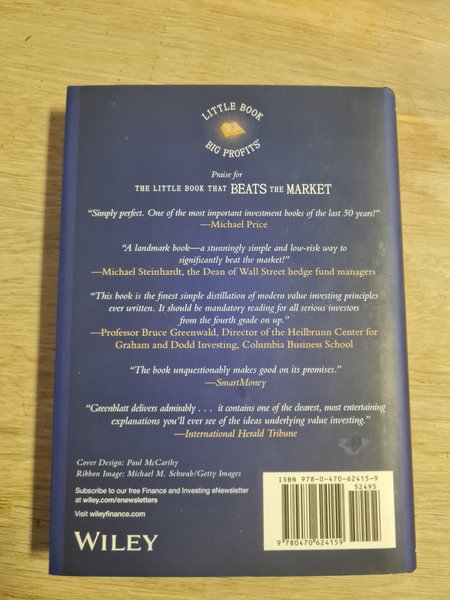 LITTLE BOOK
BIG PROFITS®
Praise for
THE LITTLE BOOK THAT BEATS THE MARKET
“Simply perfect. One of the most important investment books of the last 50 years!”
—Michael Price
“A landmark book—a stunningly simple and low-risk way to
significantly beat the market!”
—Michael Steinhardt, the Dean of Wall Street hedge fund managers
“This book is the finest simple distillation of modern value investing principles
ever written. It should be mandatory reading for all serious investors
from the fourth grade on up.”
—Professor Bruce Greenwald, Director of the Heilbrunn Center for
Graham and Dodd Investing, Columbia Business School
“The book unquestionably makes good on its promises.”
—SmartMoney
“Greenblatt delivers admirably . . . it contains one of the clearest, most entertaining
explanations you’ll ever see of the ideas underlying value investing.”
—International Herald Tribune
Cover Design: Paul McCarthy
Ribbon Image: Michael M. Schwab/Getty Images
Subscribe to our free Finance and Investing eNewsletter
at wiley.com/enewsletters
Visit wileyfinance.com
WILEY
ISBN 978-0-470-62415-9
52495
9 780470 624159